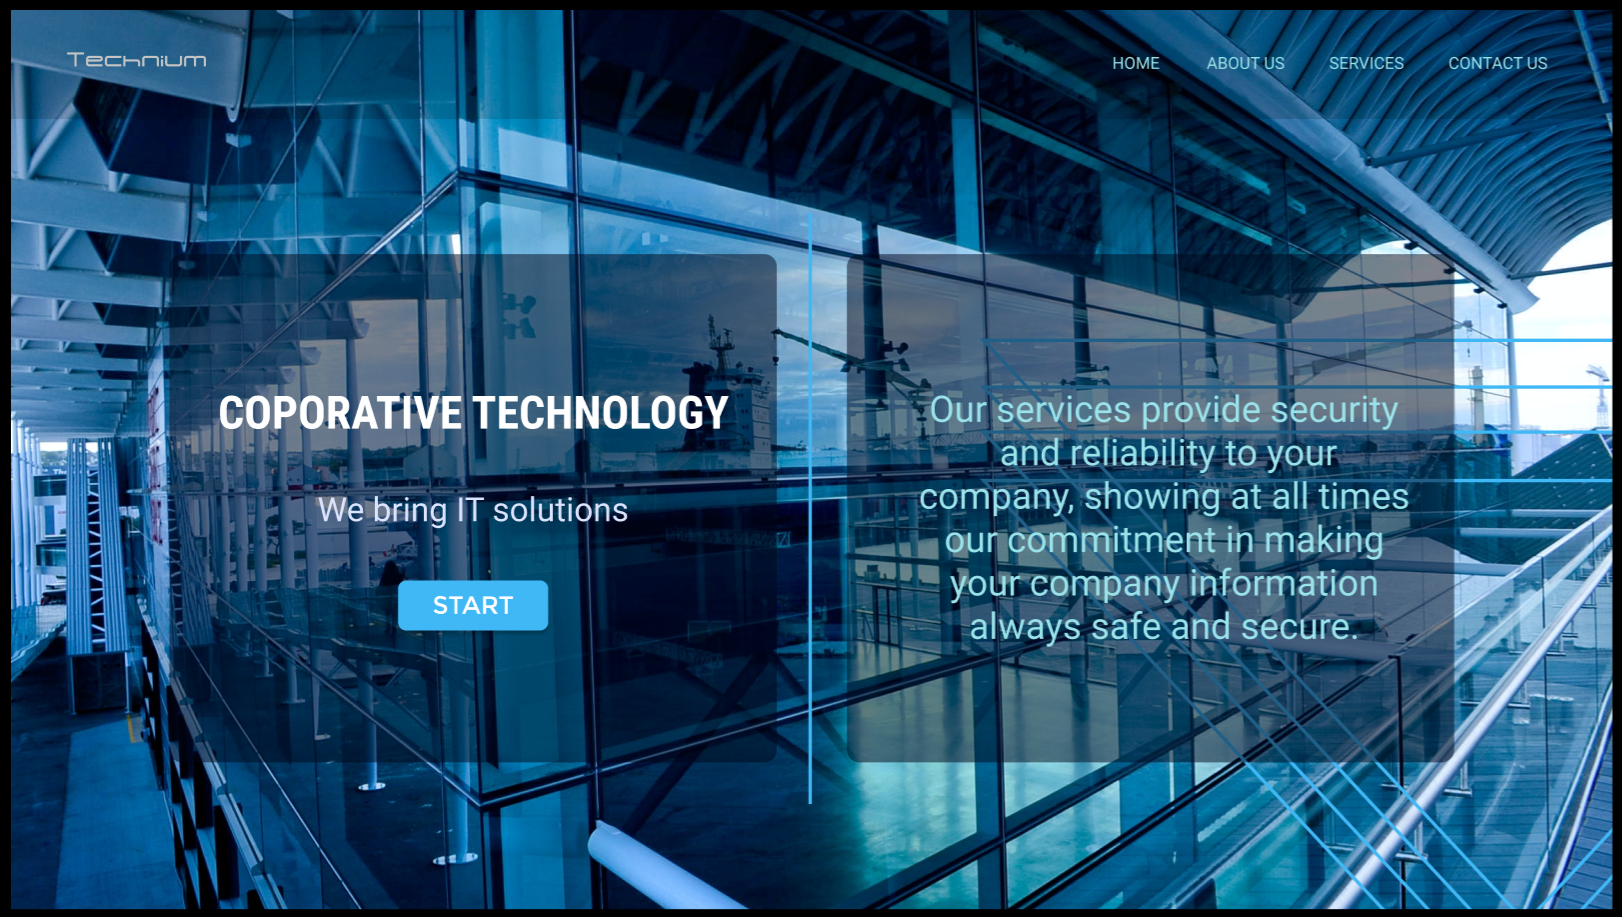 Technium
HOME
ABOUT US
SERVICES
CONTACT US
COPORATIVE TECHNOLOGY
We bring IT solutions
START
Our services provide security
and reliability to your
company, showing at all times
our commitment in making
your company information
always safe and secure.